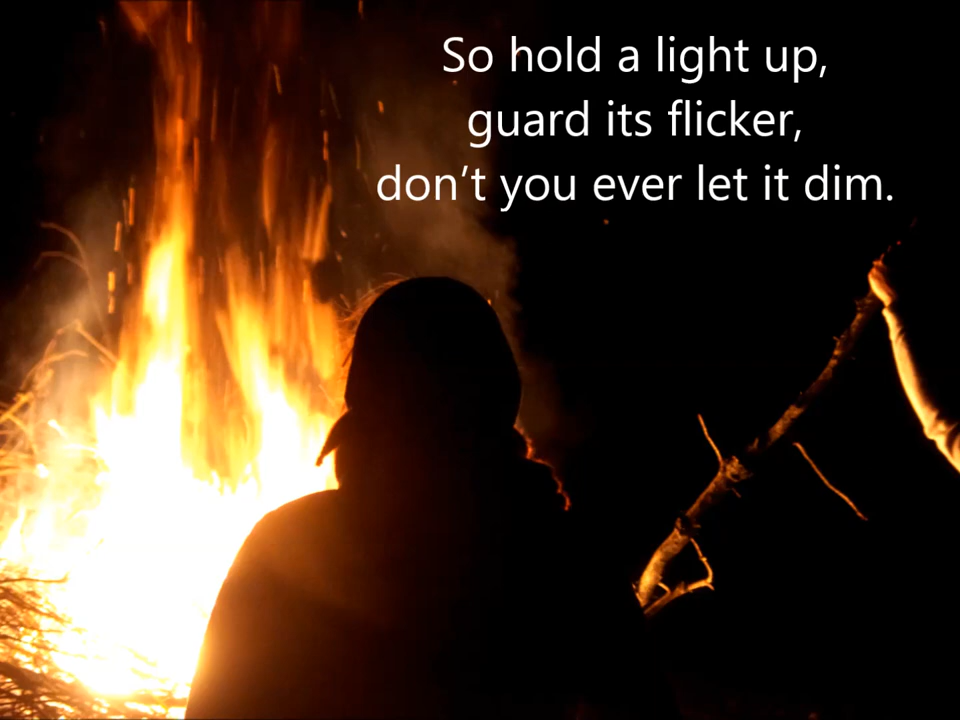 So hold a light up,
guard its flicker,
don’t you ever let it dim.